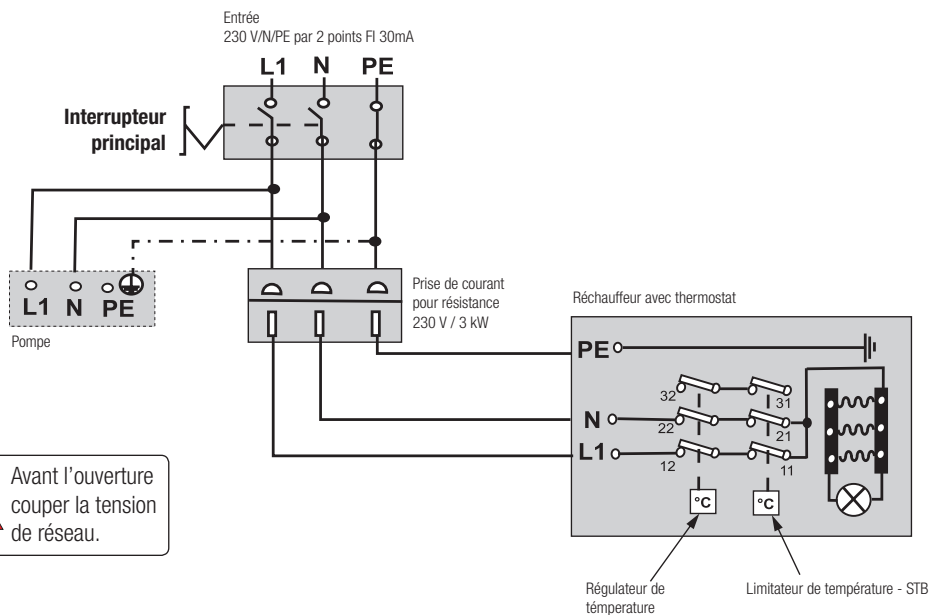 Entrée
230 V/N/PE par 2 points FI 30mA
L1 N PE
Interrupteur
principal
L1 N PE
Pompe
Prise de courant
pour résistance
230 V / 3 kW
Réchauffeur avec thermostat
PE
32 31
N
22 21
L1
12 11
°C °C
Avant l'ouverture
couper la tension
de réseau.
Régulateur de
témperature
Limitateur de température - STB